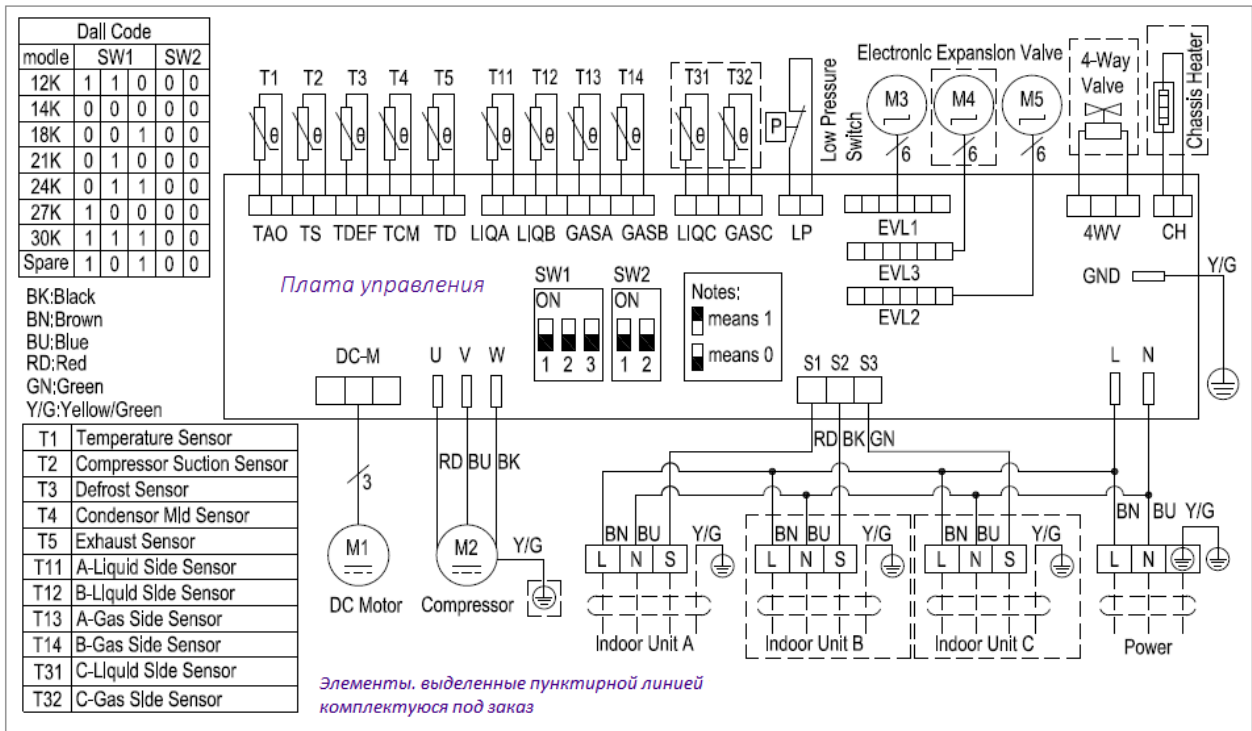 Dall Code
modle SW1 SW2
12K 1 1 0 0 0
14K 0 0 0 0 0
18K 0 0 1 0 0
21K 0 1 0 0 0
24K 0 1 1 0 0
27K 1 0 0 0 0
30K 1 1 1 0 0
Spare 1 0 1 0 0
BK:Black
BN:Brown
BU:Blue
RD:Red
GN:Green
Y/G:Yellow/Green
T1 Temperature Sensor
T2 Compressor Suction Sensor
T3 Defrost Sensor
T4 Condensor Mid Sensor
T5 Exhaust Sensor
T11 A-Liquid Side Sensor
T12 B-Liquid Side Sensor
T13 A-Gas Side Sensor
T14 B-Gas Side Sensor
T31 C-Liquid Side Sensor
T32 C-Gas Side Sensor
T1 T2 T3 T4 T5 T11 T12 T13 T14 T31 T32
θ θ θ θ θ θ θ θ θ θ θ
P
Low Pressure
Switch
Electronic Expansion Valve
M3 M4 M5
6 6 6
4-Way
Valve
Chassis Heater
TAO TS TDEF TCM TD LIQA LIQB GASA GASB LIQC GASC LP
EVL1
EVL3
EVL2
4WV CH
GND
Y/G
Плата управления
SW1 SW2
ON ON
1 2 3 1 2
Notes:
means 1
means 0
DC-M U V W
S1 S2 S3
L N
RD BK GN
3
RD BU BK
M1 M2
Y/G
DC Motor Compressor
BN BU Y/G BN BU Y/G BN BU Y/G BN BU Y/G
L N S L N S L N S L N
Indoor Unit A Indoor Unit B Indoor Unit C Power
Элементы. выделенные пунктирной линией
комплектуюся под заказ